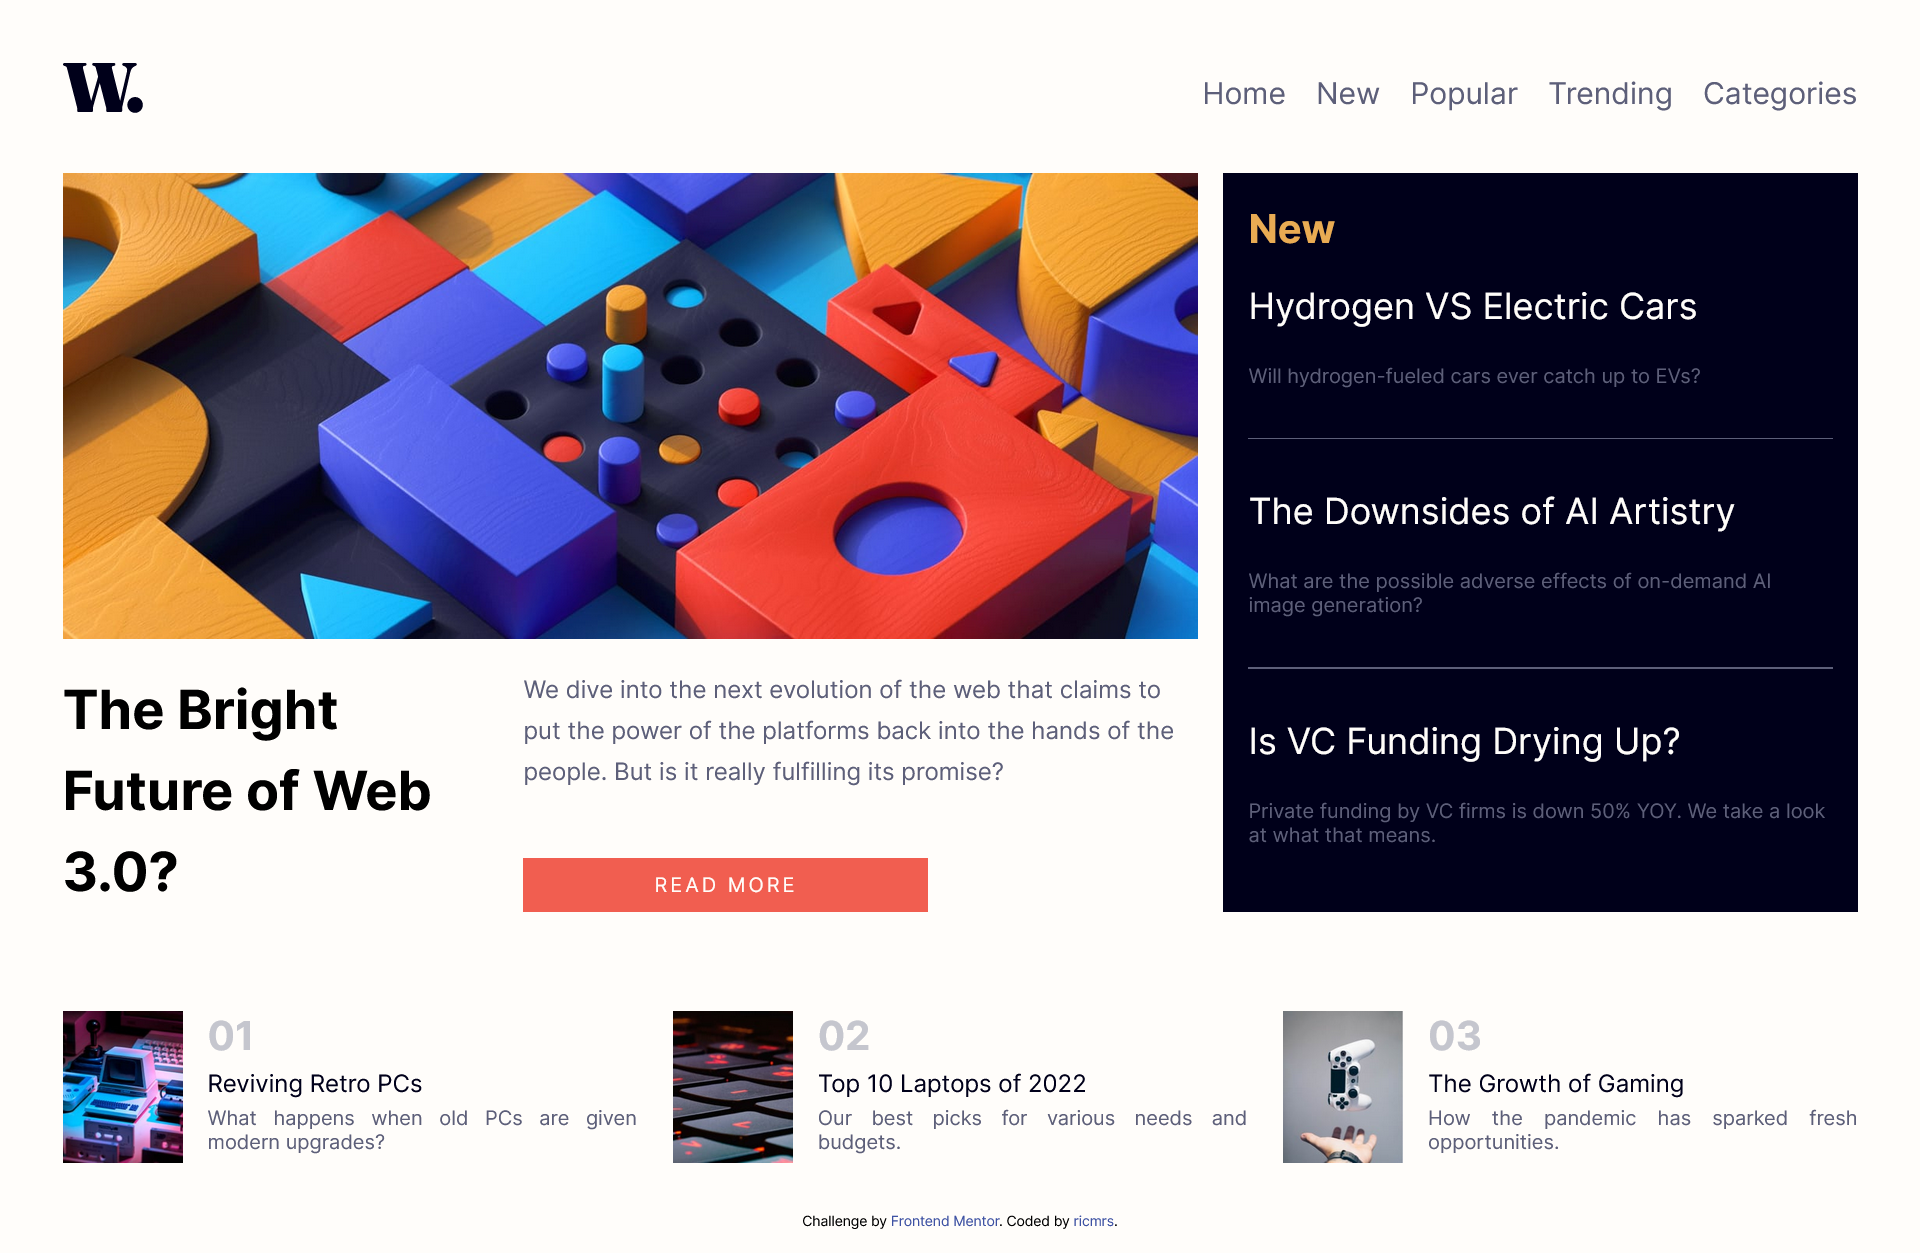 W.
Home New Popular Trending Categories
New
Hydrogen VS Electric Cars
Will hydrogen-fueled cars ever catch up to EVs?
The Downsides of AI Artistry
What are the possible adverse effects of on-demand AI
image generation?
Is VC Funding Drying Up?
Private funding by VC firms is down 50% YOY. We take a look
at what that means.
The Bright
Future of Web
3.0?
We dive into the next evolution of the web that claims to
put the power of the platforms back into the hands of the
people. But is it really fulfilling its promise?
READ MORE
01
Reviving Retro PCs
What happens when old PCs are given
modern upgrades?
02
Top 10 Laptops of 2022
Our best picks for various needs and
budgets.
03
The Growth of Gaming
How the pandemic has sparked fresh
opportunities.
Challenge by Frontend Mentor. Coded by ricmrs.